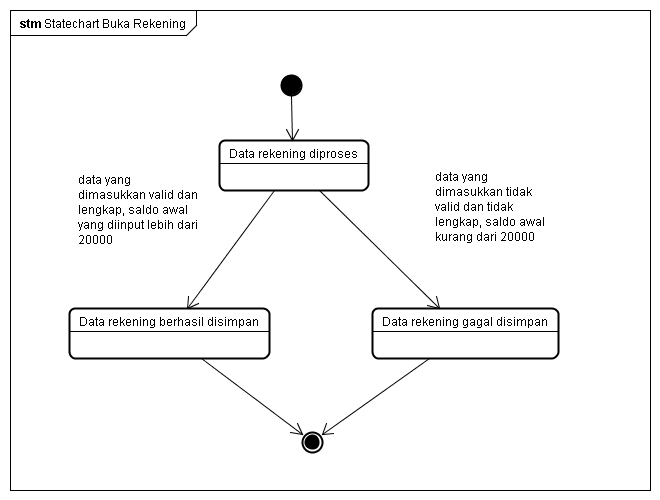 stm Statechart Buka Rekening
Data rekening diproses
data yang
dimasukkan valid dan
lengkap, saldo awal
yang diinput lebih dari
20000
data yang
dimasukkan tidak
valid dan tidak
lengkap, saldo awal
kurang dari 20000
Data rekening berhasil disimpan
Data rekening gagal disimpan